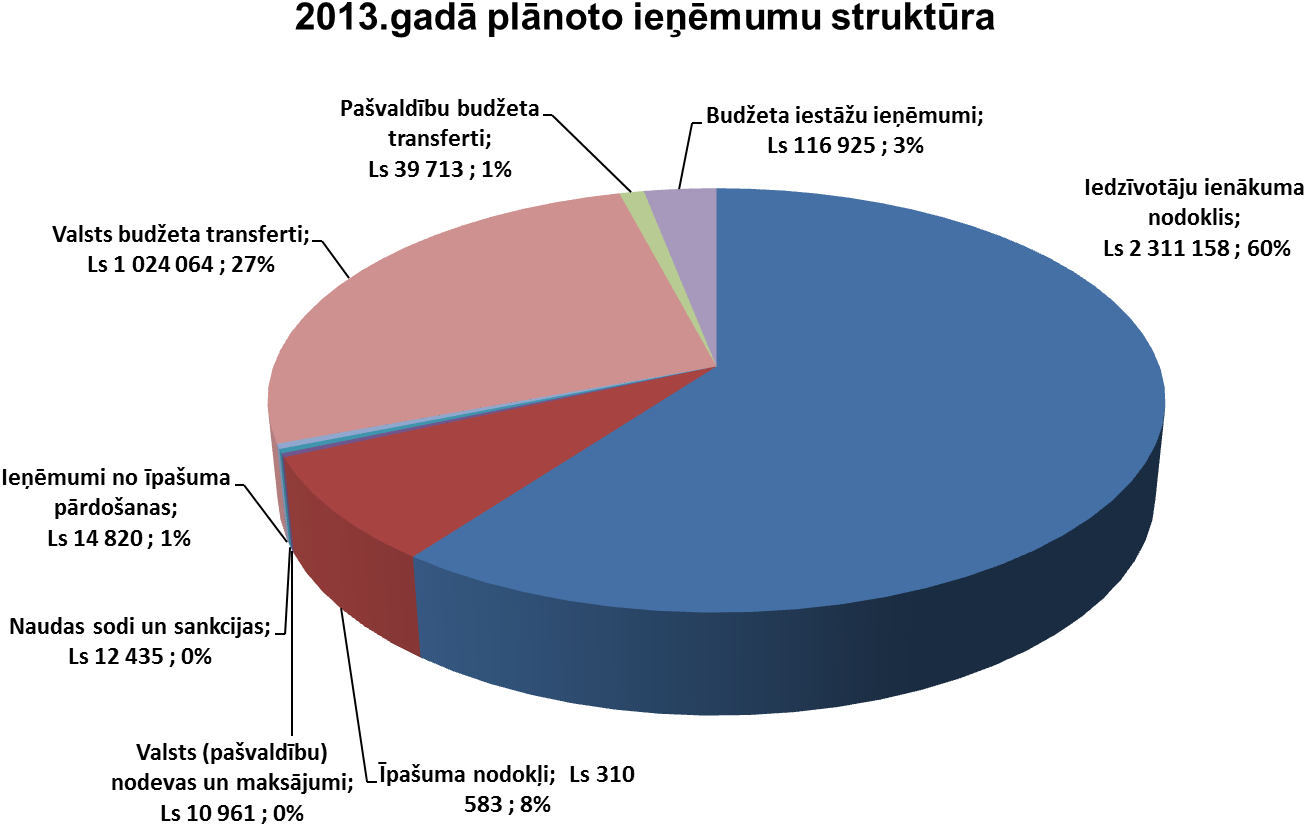 2013.gadā plānoto ieņēmumu struktūra
Pašvaldību budžeta
transferti;
Ls 39 713 ; 1%
Budžeta iestāžu ieņēmumi;
Ls 116 925 ; 3%
Iedzīvotāju ienākuma
nodoklis;
Ls 2 311 158 ; 60%
Valsts budžeta transferti;
Ls 1 024 064 ; 27%
Ieņēmumi no īpašuma
pārdošanas;
Ls 14 820 ; 1%
Naudas sodi un sankcijas;
Ls 12 435 ; 0%
Valsts (pašvaldību)
nodevas un maksājumi;
Ls 10 961 ; 0%
Īpašuma nodokļi;  Ls 310
583 ; 8%